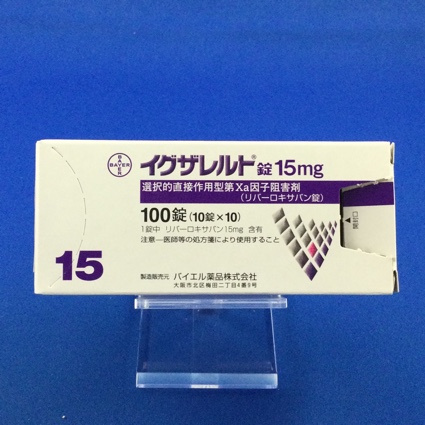 BAYER
BAYER
イグザレルト®錠15mg
選択的直接作用型第Xa因子阻害剤
(リバーロキサバン錠)
100錠(10錠×10)
1錠中 リバーロキサバン15mg 含有
注意―医師等の処方箋により使用すること
開封口
15
製造販売元 バイエル薬品株式会社
大阪市北区梅田二丁目4番9号